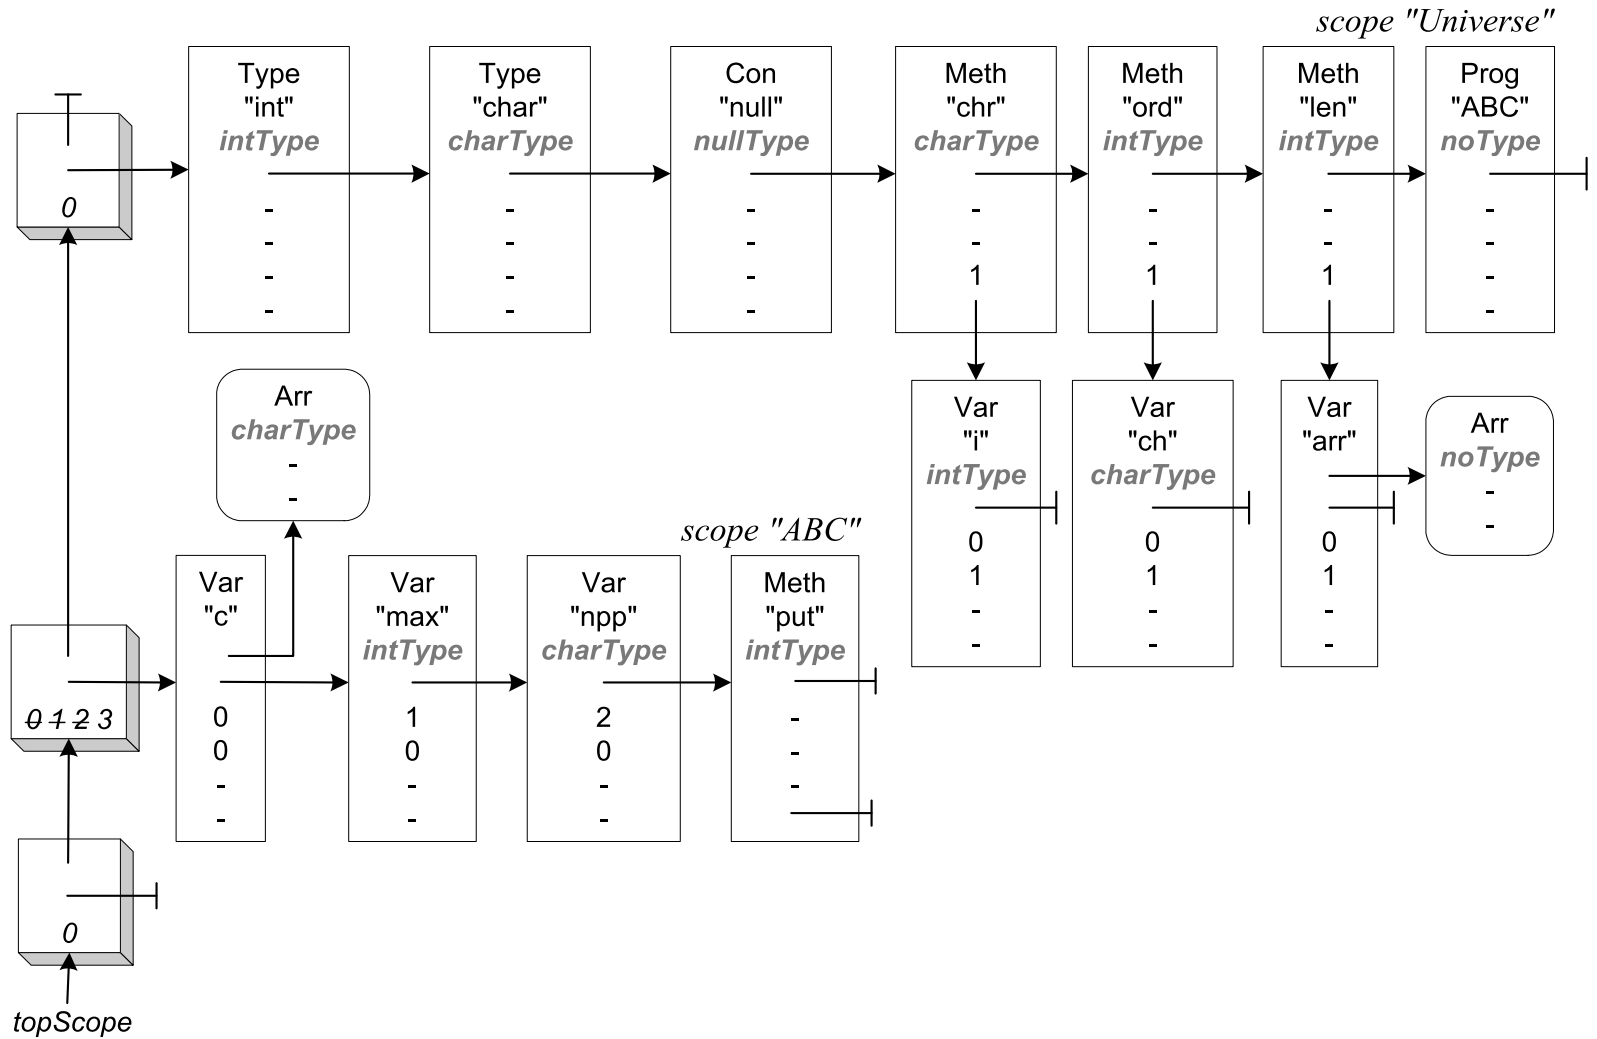 scope "Universe"
Type
"int"
intType
-
-
-
-
Type
"char"
charType
-
-
-
-
Con
"null"
nullType
-
-
-
-
Meth
"chr"
charType
-
-
1
Meth
"ord"
intType
-
-
1
Meth
"len"
intType
-
-
1
Prog
"ABC"
noType
-
-
-
-
0
Var
"i"
intType
0
1
-
-
Var
"ch"
charType
0
1
-
-
Var
"arr"
0
1
-
-
Arr
noType
-
-
Arr
charType
-
-
scope "ABC"
0 1 2 3
Var
"c"
0
0
-
-
Var
"max"
intType
1
0
-
-
Var
"npp"
charType
2
0
-
-
Meth
"put"
intType
-
-
-
0
topScope